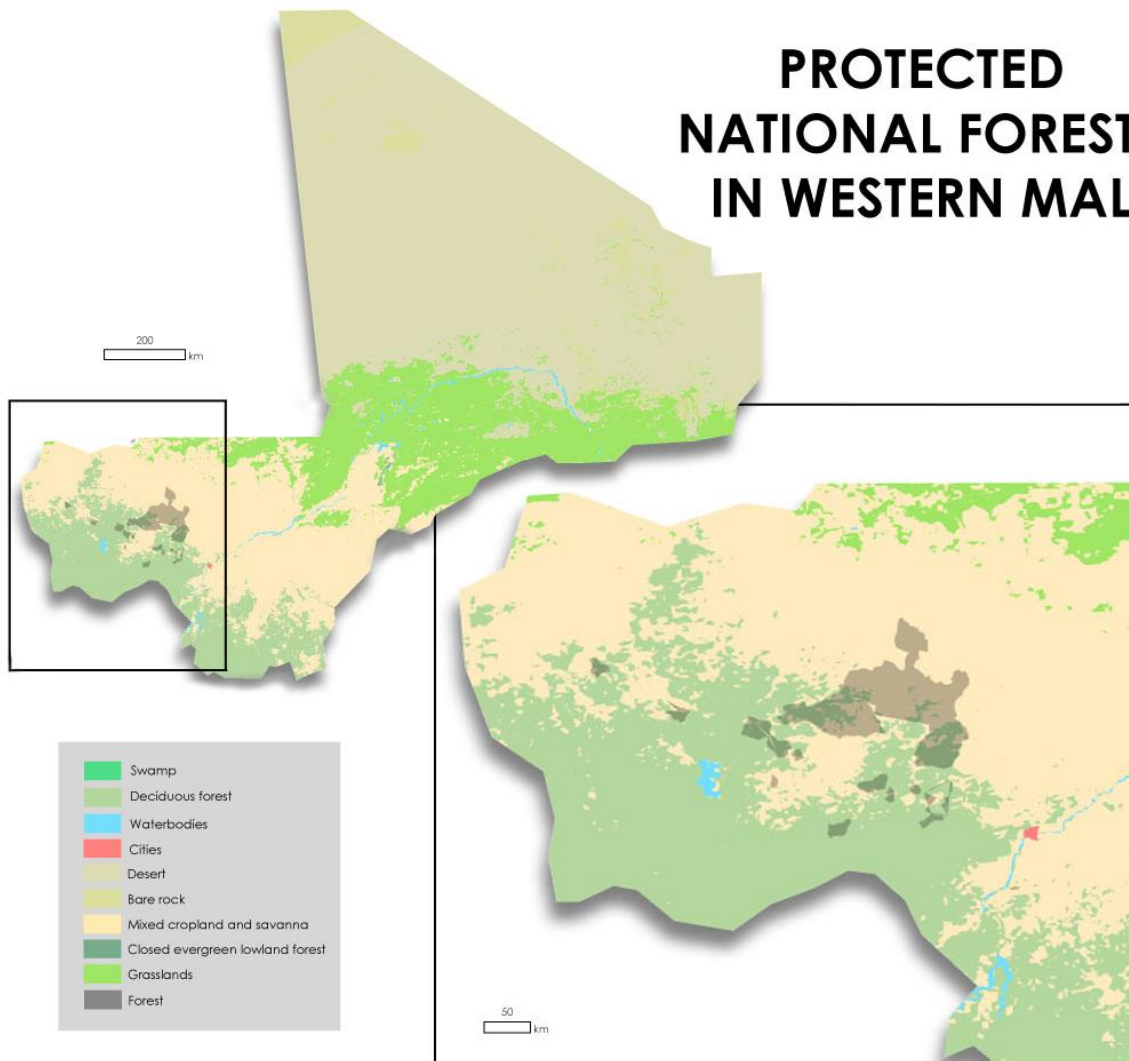 PROTECTED
NATIONAL FOREST
IN WESTERN MAL
200
km
Swamp
Deciduous forest
Waterbodies
Cities
Desert
Bare rock
Mixed cropland and savanna
Closed evergreen lowland forest
Grasslands
Forest
50
km